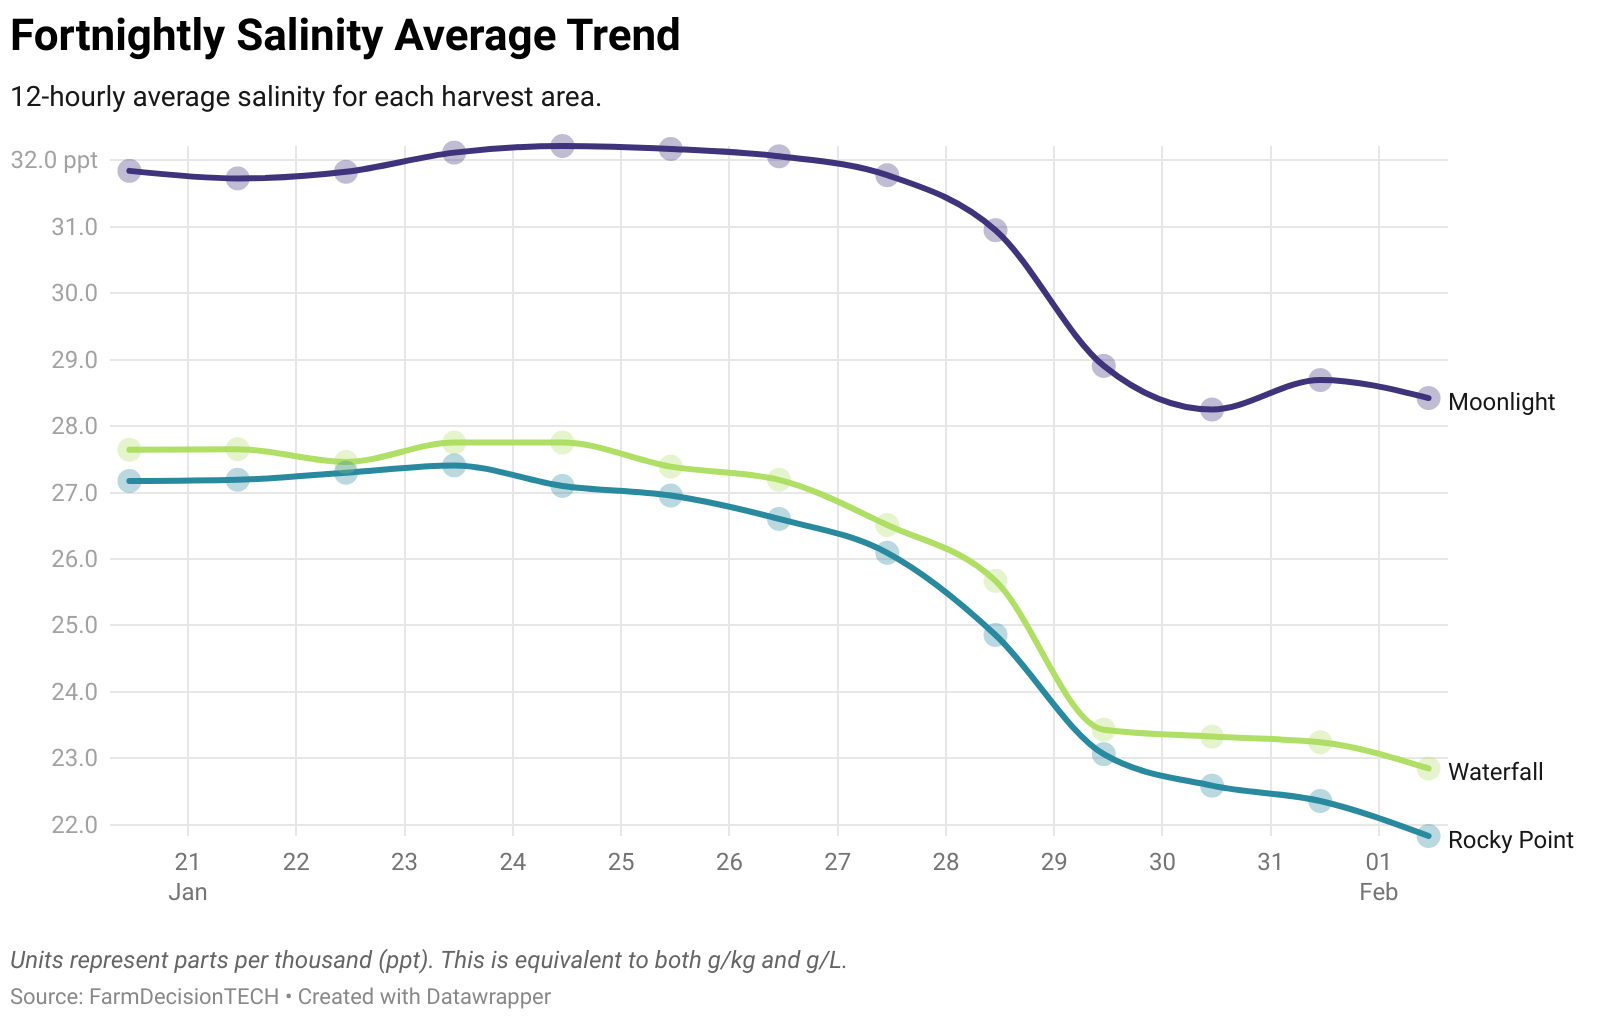 Fortnightly Salinity Average Trend
12-hourly average salinity for each harvest area.
32.0 ppt
31.0
30.0
29.0
28.0
27.0
26.0
25.0
24.0
23.0
22.0
Moonlight
Waterfall
Rocky Point
21 22 23 24 25 26 27 28 29 30 31 01
Jan Feb
Units represent parts per thousand (ppt). This is equivalent to both g/kg and g/L.
Source: FarmDecisionTECH • Created with Datawrapper